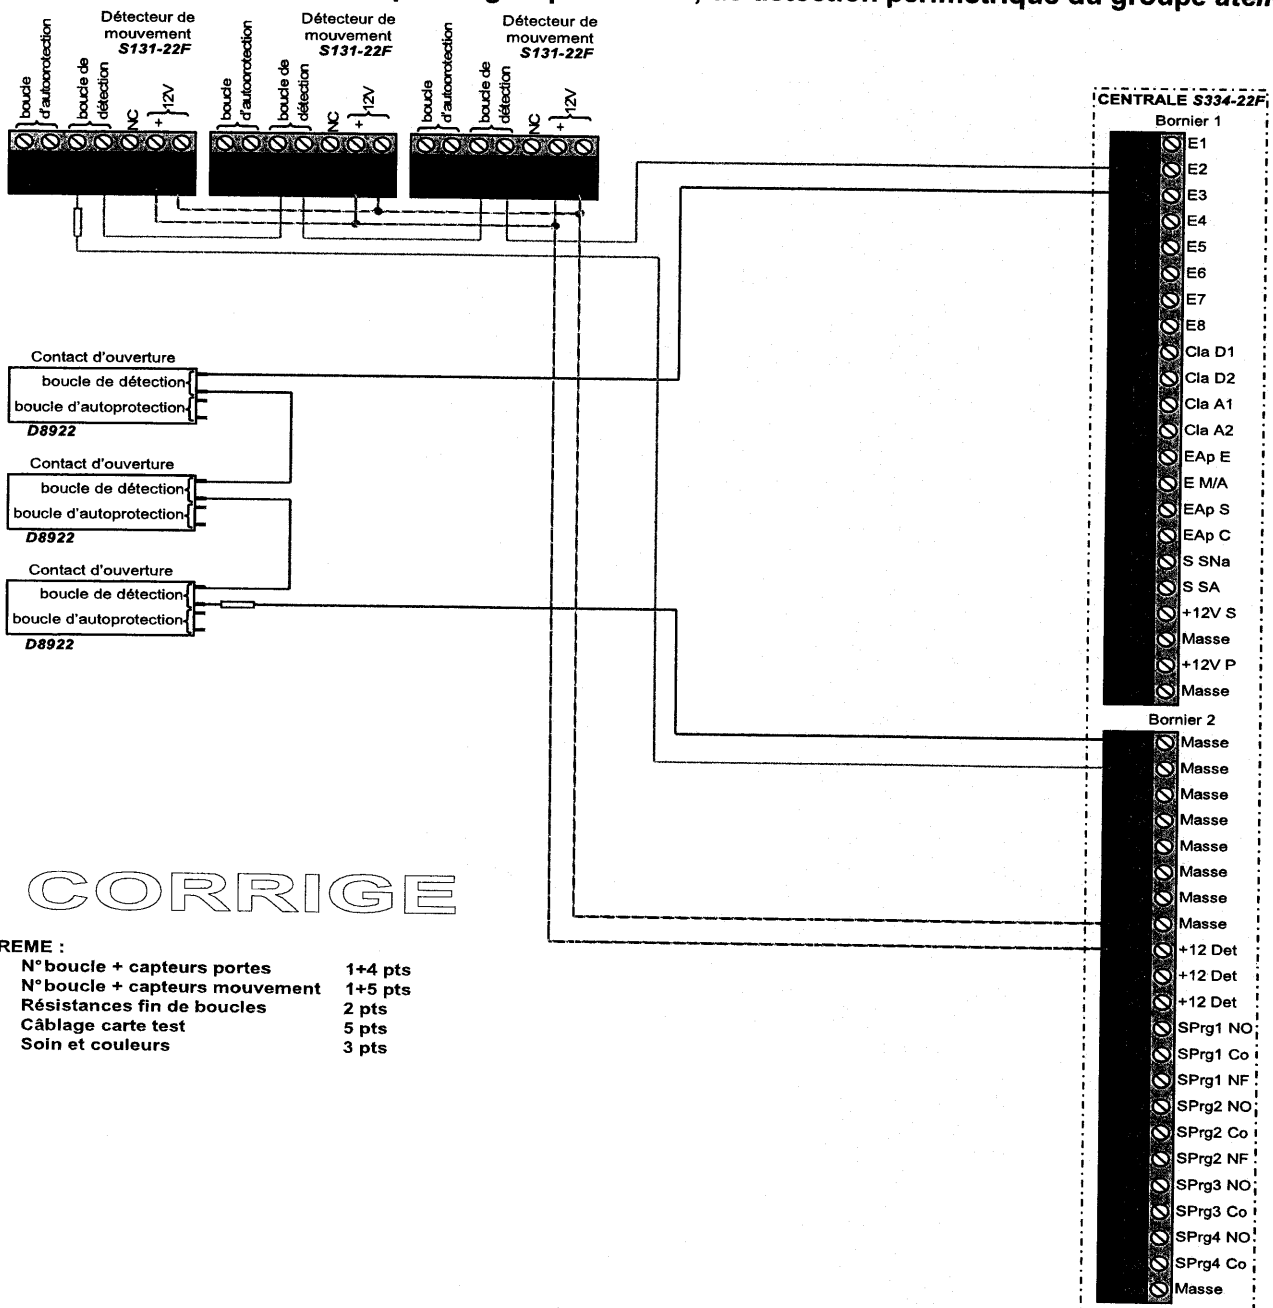 de détection périmétrique du groupe
Détecteur de
mouvement
S131-22F
Détecteur de
mouvement
S131-22F
Détecteur de
mouvement
S131-22F
boucle
d'autoprotection
boucle de
détection
NC
+
12V
boucle
d'autoprotection
boucle de
détection
NC
+
12V
boucle
d'autoprotection
boucle de
détection
NC
+
12V
CENTRALE S334-22F
Bornier 1
E1
E2
E3
E4
E5
E6
E7
E8
Cla D1
Cla D2
Cla A1
Cla A2
EAp E
E M/A
EAp S
EAp C
S SNa
S SA
+12V S
Masse
+12V P
Masse
Contact d'ouverture
boucle de détection
boucle d'autoprotection
D8922
Contact d'ouverture
boucle de détection
boucle d'autoprotection
D8922
Contact d'ouverture
boucle de détection
boucle d'autoprotection
D8922
Bornier 2
Masse
Masse
Masse
Masse
Masse
Masse
Masse
Masse
+12 Det
+12 Det
+12 Det
SPrg1 NO
SPrg1 Co
SPrg1 NF
SPrg2 NO
SPrg2 Co
SPrg2 NF
SPrg3 NO
SPrg3 Co
SPrg4 NO
SPrg4 Co
Masse
CORRIGE
REME :
N°boucle + capteurs portes 1+4 pts
N°boucle + capteurs mouvement 1+5 pts
Résistances fin de boucles 2 pts
Câblage carte test 5 pts
Soin et couleurs 3 pts